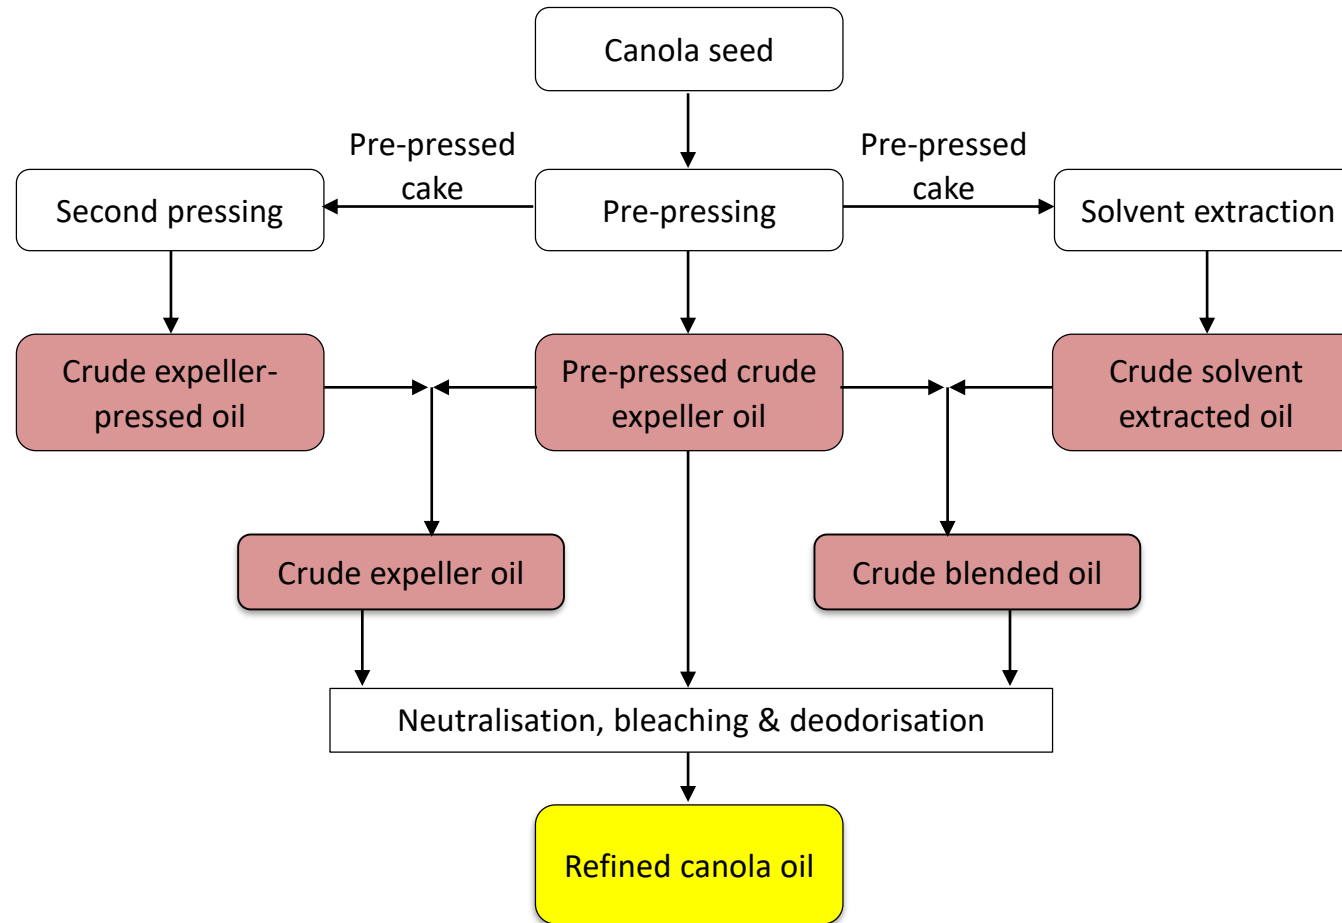 Canola seed
Pre-pressed
cake
Pre-pressed
cake
Second pressing
Pre-pressing
Solvent extraction
Crude expeller-
pressed oil
Pre-pressed crude
expeller oil
Crude solvent
extracted oil
Crude expeller oil
Crude blended oil
Neutralisation, bleaching & deodorisation
Refined canola oil